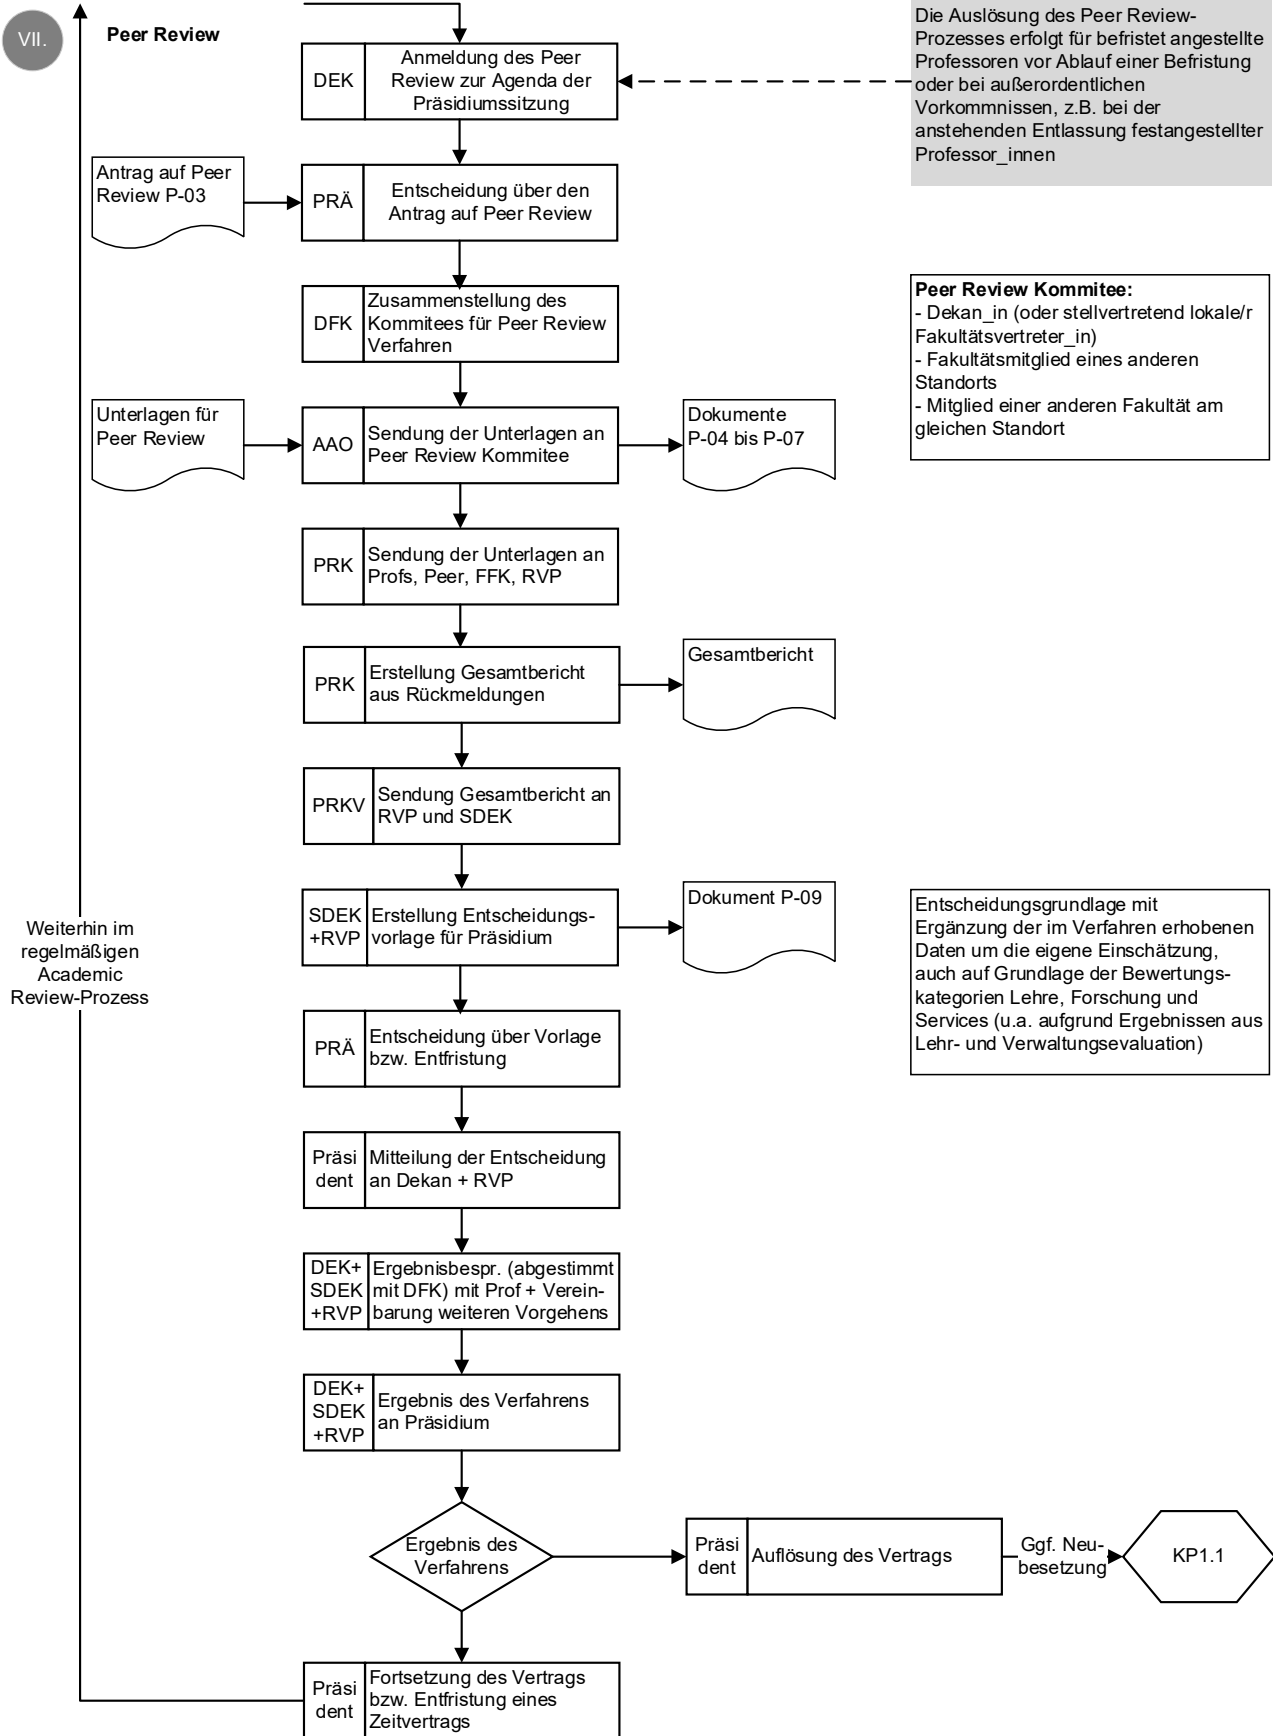 VII.
Peer Review
Die Auslösung des Peer Review-
Prozesses erfolgt für befristet angestellte
Professoren vor Ablauf einer Befristung
oder bei außerordentlichen
Vorkommnissen, z.B. bei der
anstehenden Entlassung festangestellter
Professor_innen
DEK
Anmeldung des Peer
Review zur Agenda der
Präsidiumssitzung
Antrag auf Peer
Review P-03
PRÄ
Entscheidung über den
Antrag auf Peer Review
DFK
Zusammenstellung des
Kommitees für Peer Review
Verfahren
Peer Review Kommitee:
- Dekan_in (oder stellvertretend lokale/r
Fakultätsvertreter_in)
- Fakultätsmitglied eines anderen
Standorts
- Mitglied einer anderen Fakultät am
gleichen Standort
Unterlagen für
Peer Review
AAO
Sendung der Unterlagen an
Peer Review Kommitee
Dokumente
P-04 bis P-07
PRK
Sendung der Unterlagen an
Profs, Peer, FFK, RVP
PRK
Erstellung Gesamtbericht
aus Rückmeldungen
Gesamtbericht
PRKV
Sendung Gesamtbericht an
RVP und SDEK
SDEK
+RVP
Erstellung Entscheidungs-
vorlage für Präsidium
Dokument P-09
Entscheidungsgrundlage mit
Ergänzung der im Verfahren erhobenen
Daten um die eigene Einschätzung,
auch auf Grundlage der Bewertungs-
kategorien Lehre, Forschung und
Services (u.a. aufgrund Ergebnissen aus
Lehr- und Verwaltungsevaluation)
Weiterhin im
regelmäßigen
Academic
Review-Prozess
PRÄ
Entscheidung über Vorlage
bzw. Entfristung
Präsi
dent
Mitteilung der Entscheidung
an Dekan + RVP
DEK+
SDEK
+RVP
Ergebnisbespr. (abgestimmt
mit DFK) mit Prof + Verein-
barung weiteren Vorgehens
DEK+
SDEK
+RVP
Ergebnis des Verfahrens
an Präsidium
Ergebnis des
Verfahrens
Präsi
dent
Auflösung des Vertrags
Ggf. Neu-
besetzung
KP1.1
Präsi
dent
Fortsetzung des Vertrags
bzw. Entfristung eines
Zeitvertrags